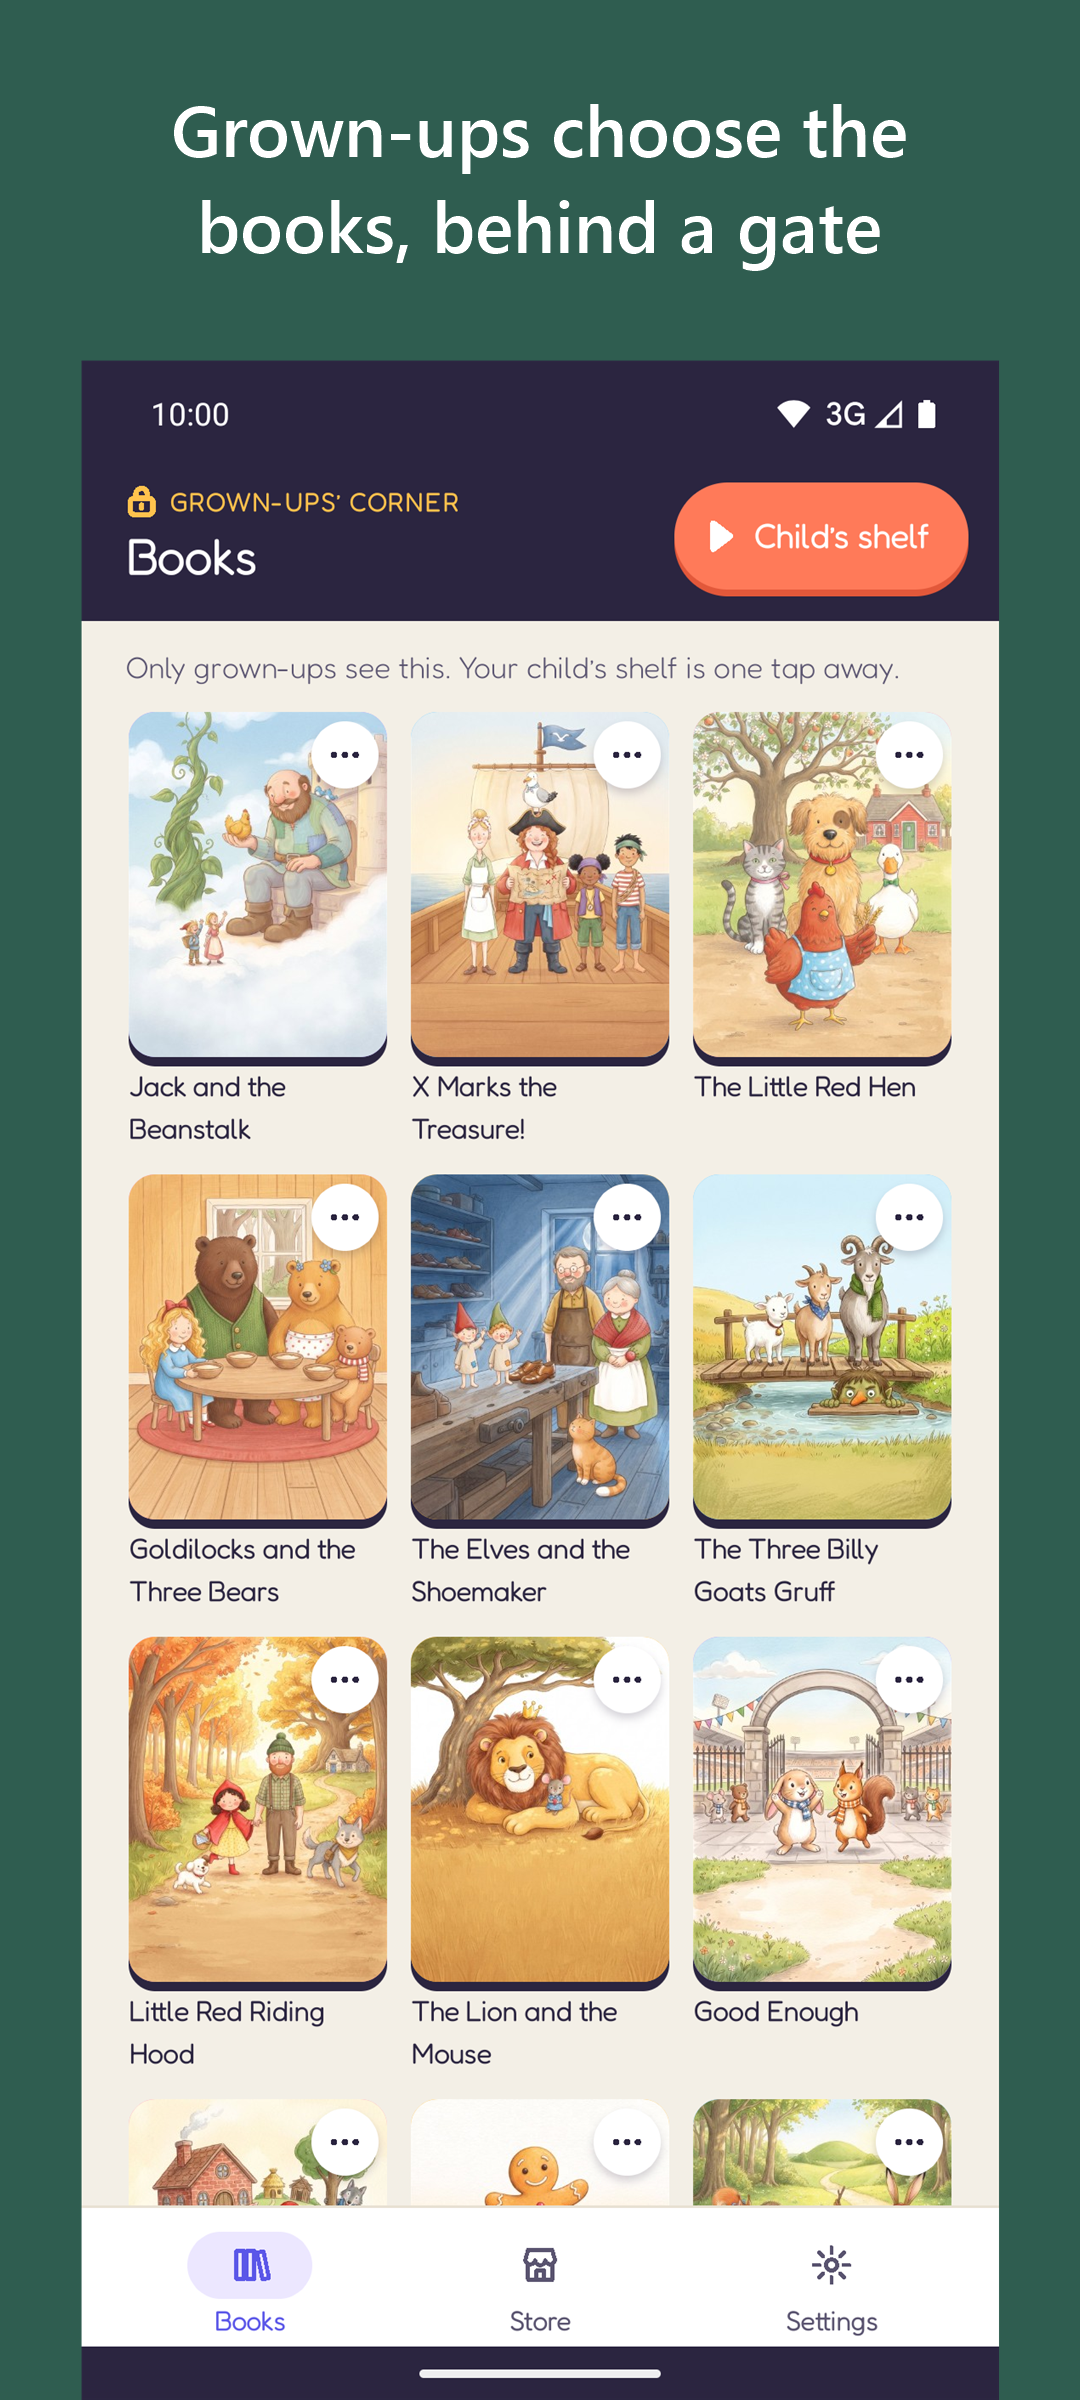 Grown-ups choose the
books, behind a gate
10:00
3G
GROWN-UPS’ CORNER
Books
Child’s shelf
Only grown-ups see this. Your child’s shelf is one tap away.
Jack and the
Beanstalk
X Marks the
Treasure!
The Little Red Hen
Goldilocks and the
Three Bears
The Elves and the
Shoemaker
The Three Billy
Goats Gruff
Little Red Riding
Hood
The Lion and the
Mouse
Good Enough
Books
Store
Settings